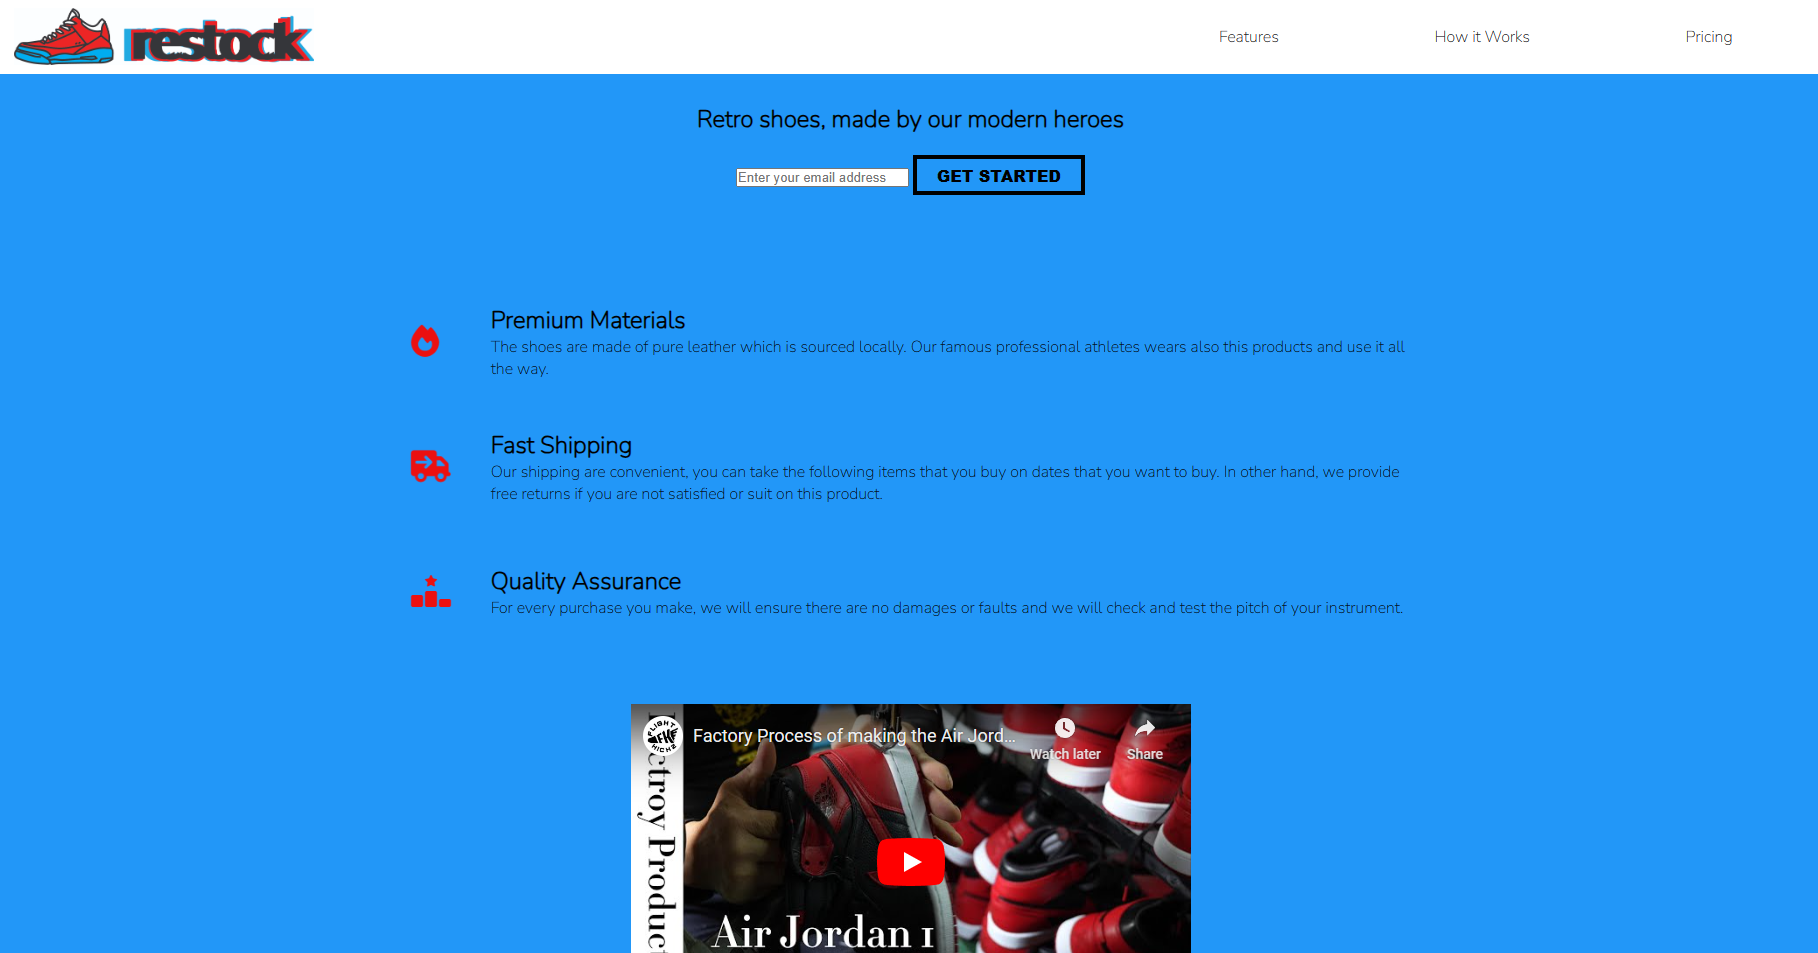 restock
Features
How it Works
Pricing
Retro shoes, made by our modern heroes
Enter your email address
GET STARTED
Premium Materials
The shoes are made of pure leather which is sourced locally. Our famous professional athletes wears also this products and use it all
the way.
Fast Shipping
Our shipping are convenient, you can take the following items that you buy on dates that you want to buy. In other hand, we provide
free returns if you are not satisfied or suit on this product.
Quality Assurance
For every purchase you make, we will ensure there are no damages or faults and we will check and test the pitch of your instrument.
FLIGHT
KICKZ
Factory Process of making the Air Jord...
Watch later
Share
Air Jordan 1